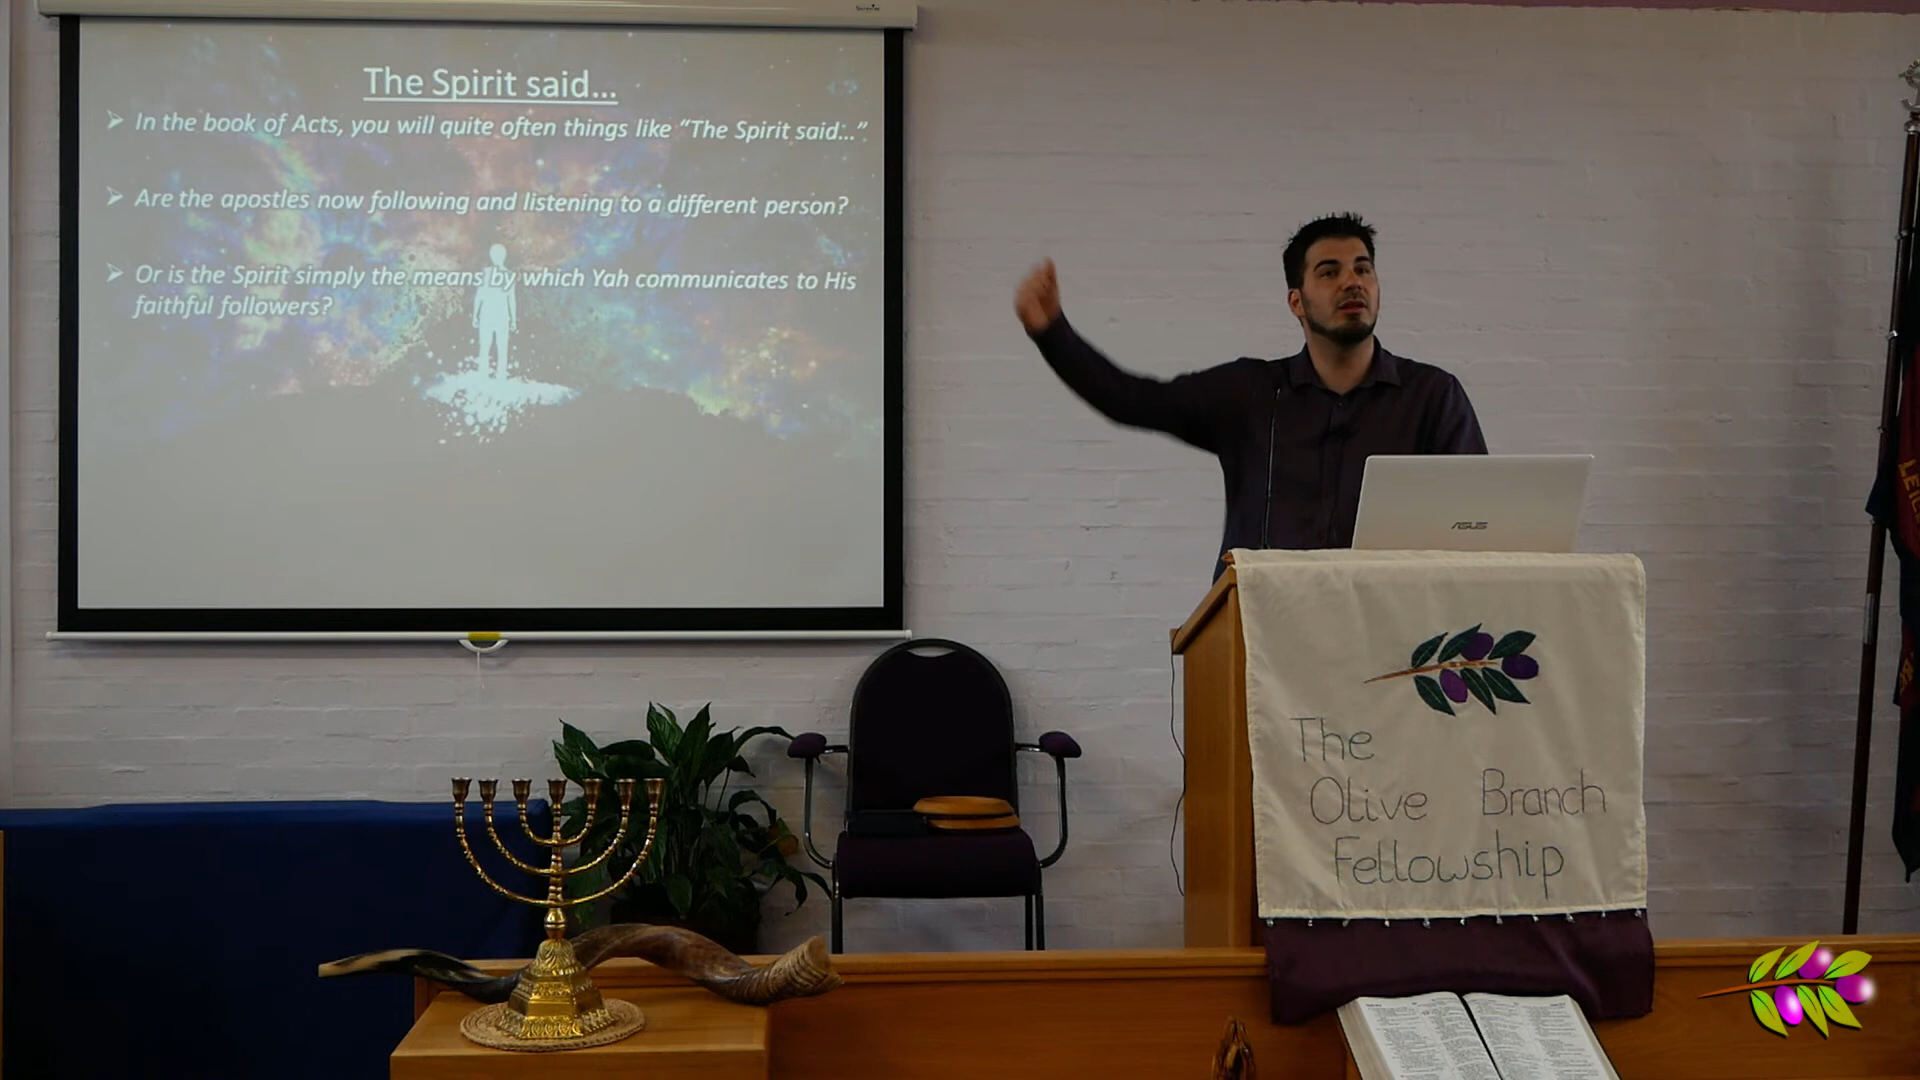 The Spirit said...
In the book of Acts, you will quite often things like “The Spirit said...”.
Are the apostles now following and listening to a different person?
Or is the Spirit simply the means by which Yah communicates to His
faithful followers?
ASUS
The
Olive Branch
Fellowship